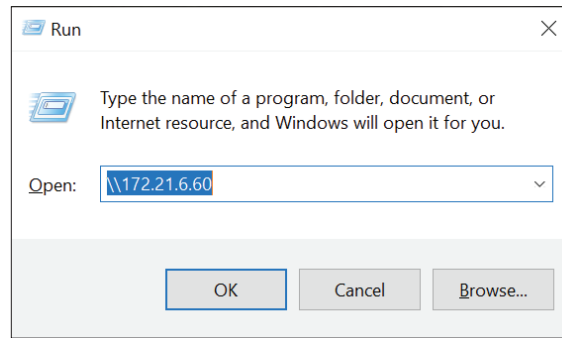 Run
Type the name of a program, folder, document, or
Internet resource, and Windows will open it for you.
Open: \\172.21.6.60
OK Cancel Browse...